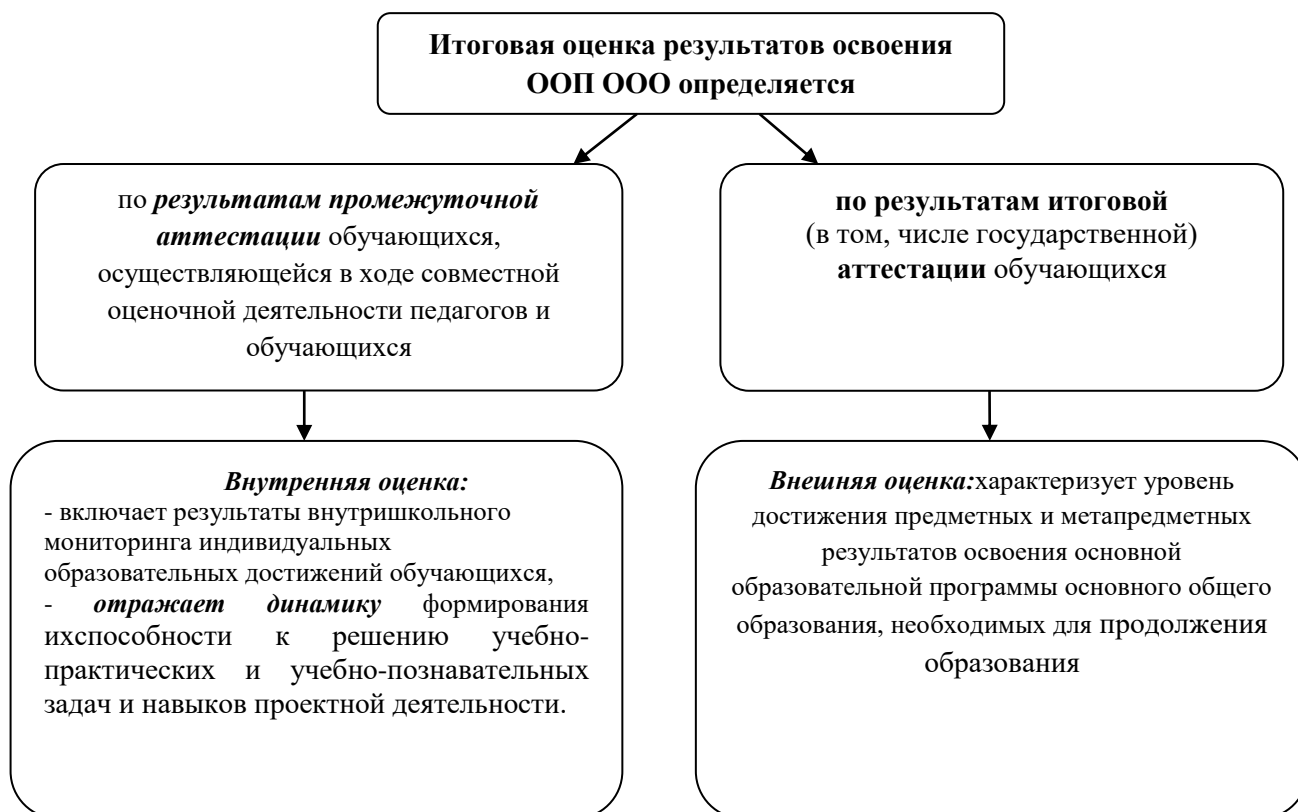 Итоговая оценка результатов освоения
ООП ООО определяется
по результатам промежуточной
аттестации обучающихся,
осуществляющейся в ходе совместной
оценочной деятельности педагогов и
обучающихся
по результатам итоговой
(в том, числе государственной)
аттестации обучающихся
Внутренняя оценка:
- включает результаты внутришкольного
мониторинга индивидуальных
образовательных достижений обучающихся,
- отражает динамику формирования
ихспособности к решению учебно-
практических и учебно-познавательных
задач и навыков проектной деятельности.
Внешняя оценка:характеризует уровень
достижения предметных и метапредметных
результатов освоения основной
образовательной программы основного общего
образования, необходимых для продолжения
образования